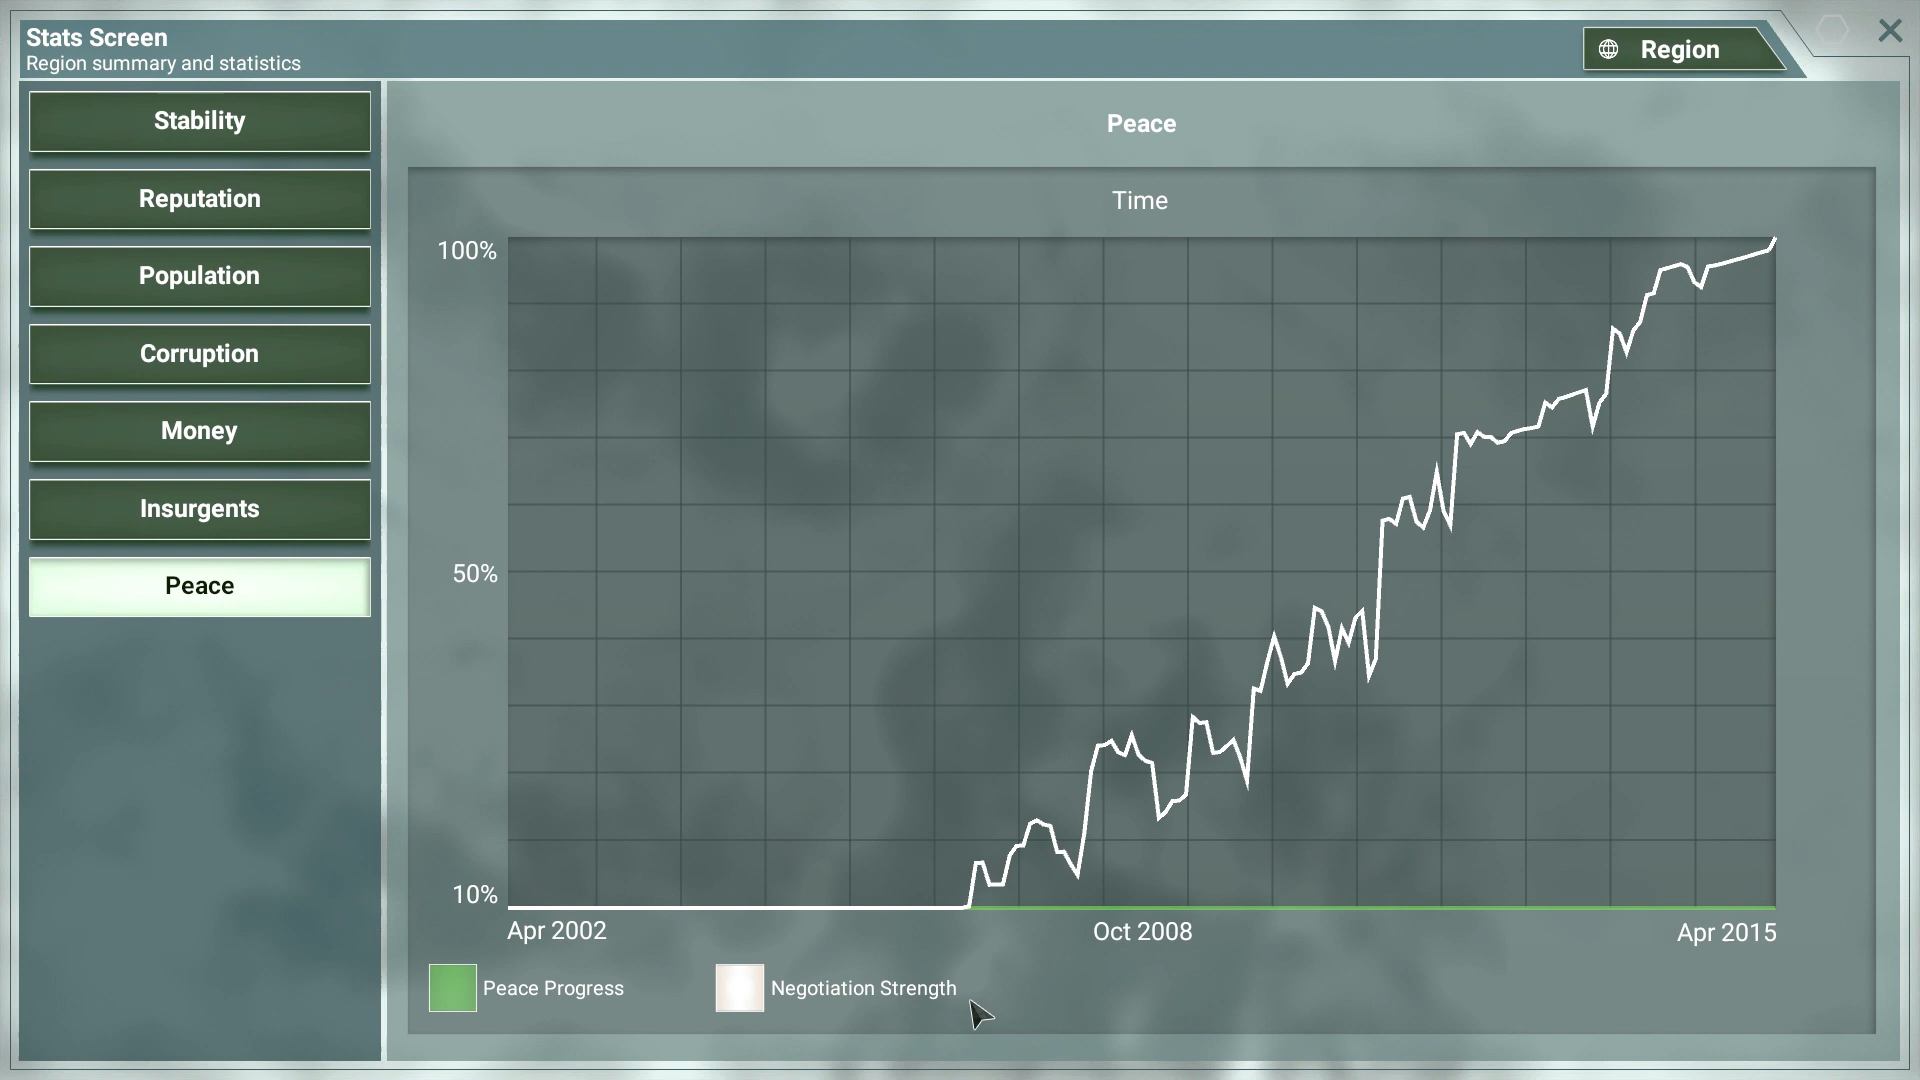 Stats Screen
Region summary and statistics
Region
Stability
Reputation
Population
Corruption
Money
Insurgents
Peace
Peace
Time
100%
50%
10%
Apr 2002
Oct 2008
Apr 2015
Peace Progress
Negotiation Strength